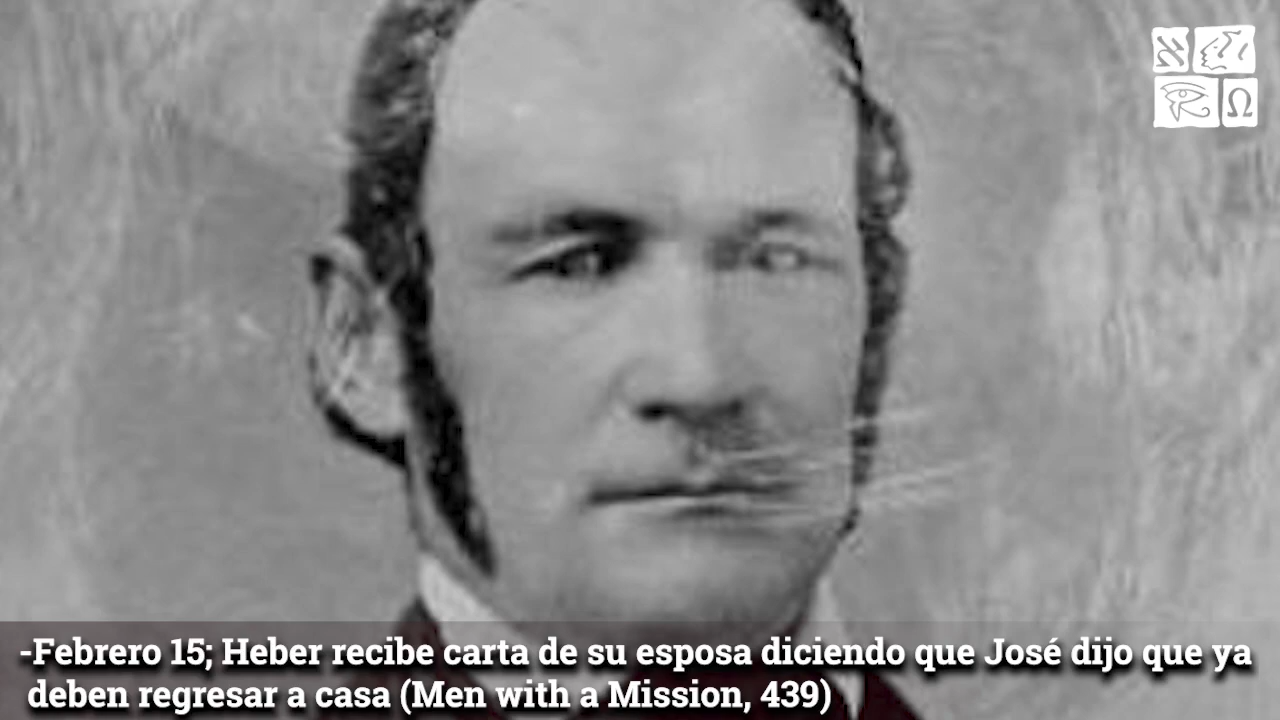 -Febrero 15; Heber recibe carta de su esposa diciendo que José dijo que ya
deben regresar a casa (Men with a Mission, 439)